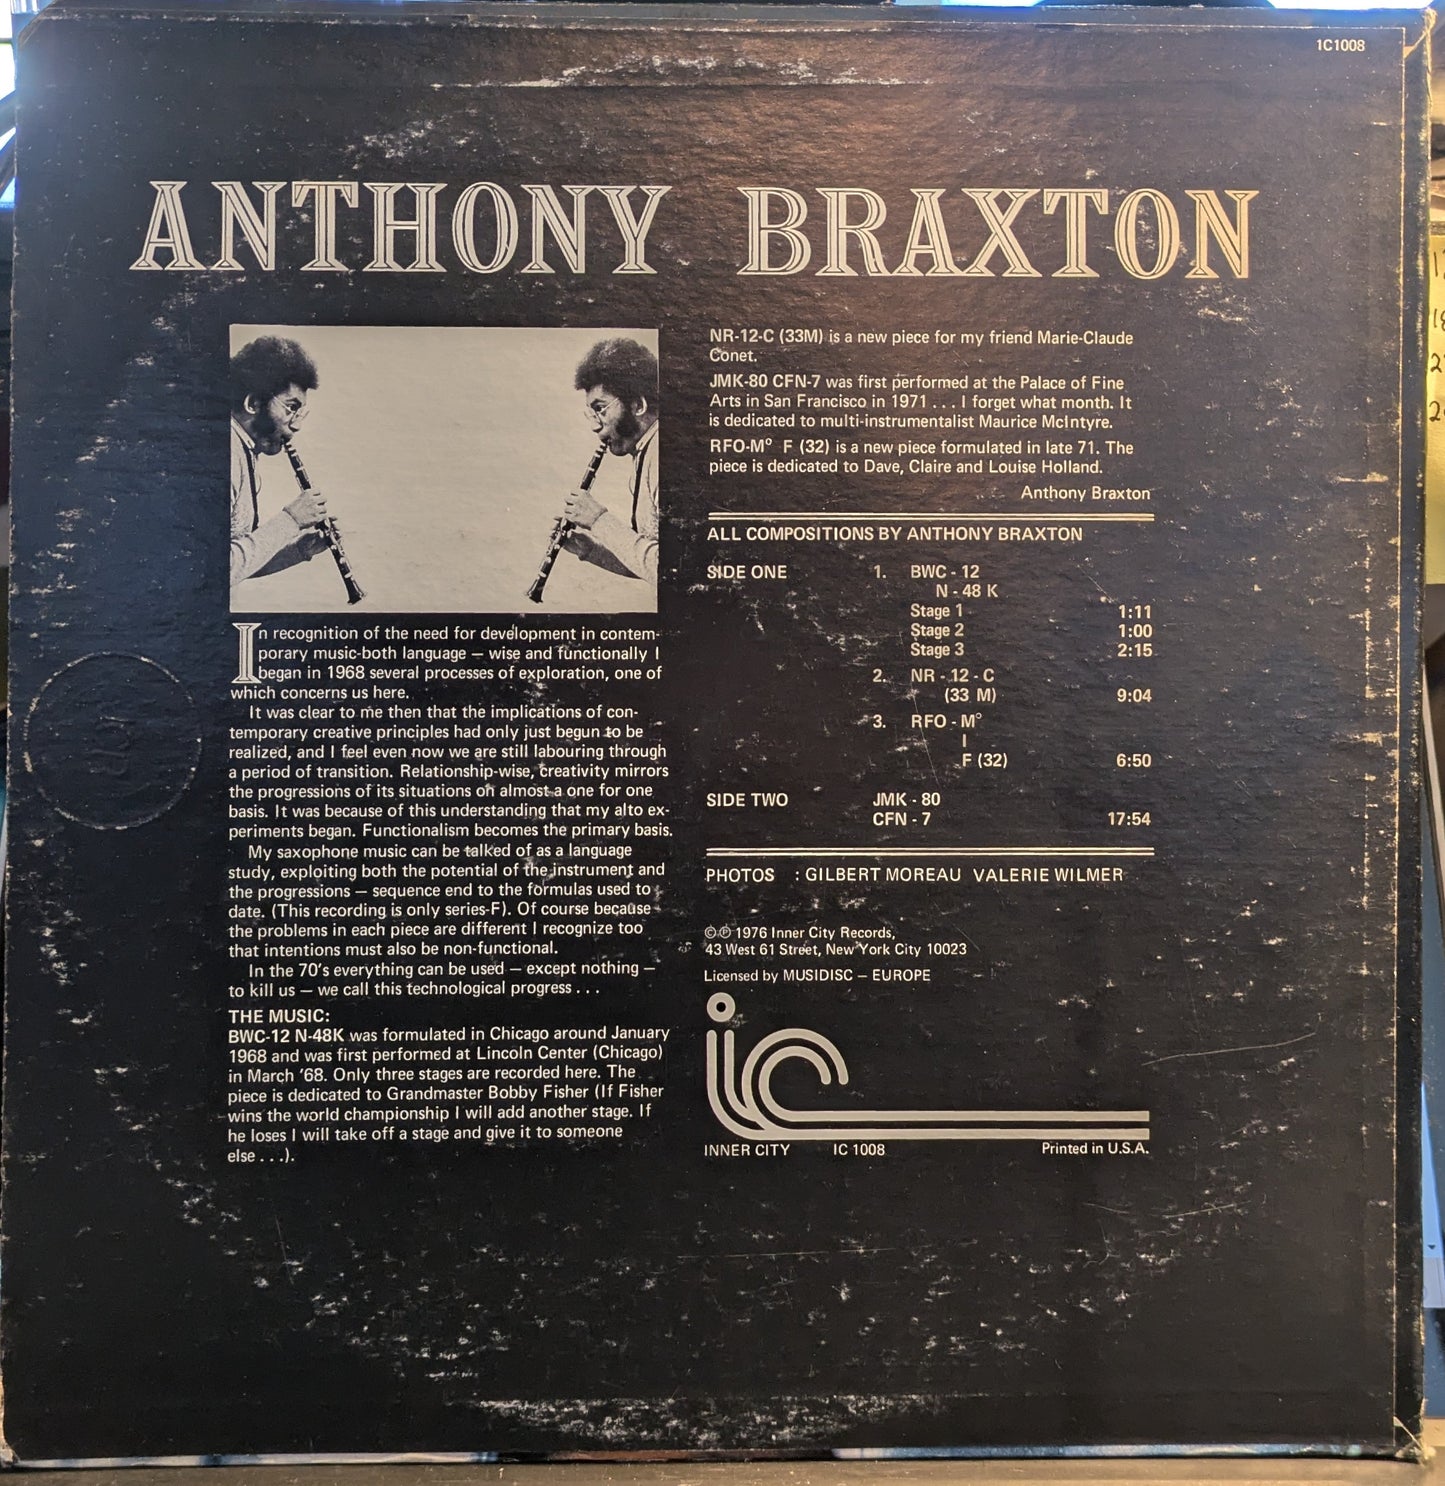 1C1008
ANTHONY BRAXTON
In recognition of the need for development in contem-
porary music-both language — wise and functionally I
began in 1968 several processes of exploration, one of
which concerns us here.
It was clear to me then that the implications of con-
temporary creative principles had only just begun to be
realized, and I feel even now we are still labouring through
a period of transition. Relationship-wise, creativity mirrors
the progressions of its situations on almost a one for one
basis. It was because of this understanding that my alto ex-
periments began. Functionalism becomes the primary basis.
My saxophone music can be talked of as a language
study, exploiting both the potential of the instrument and
the progressions — sequence end to the formulas used to
date. (This recording is only series-F). Of course because
the problems in each piece are different I recognize too
that intentions must also be non-functional.
In the 70's everything can be used — except nothing —
to kill us — we call this technological progress . . .
THE MUSIC:
BWC-12 N-48K was formulated in Chicago around January
1968 and was first performed at Lincoln Center (Chicago)
in March '68. Only three stages are recorded here. The
piece is dedicated to Grandmaster Bobby Fisher (If Fisher
wins the world championship I will add another stage. If
he loses I will take off a stage and give it to someone
else . . .).
NR-12-C (33M) is a new piece for my friend Marie-Claude
Conet.
JMK-80 CFN-7 was first performed at the Palace of Fine
Arts in San Francisco in 1971 . . . I forget what month. It
is dedicated to multi-instrumentalist Maurice McIntyre.
RFO-M° F (32) is a new piece formulated in late 71. The
piece is dedicated to Dave, Claire and Louise Holland.
Anthony Braxton
ALL COMPOSITIONS BY ANTHONY BRAXTON
SIDE ONE 1. BWC - 12
N - 48 K
Stage 1 1:11
Stage 2 1:00
Stage 3 2:15
2. NR - 12 - C
(33 M) 9:04
3. RFO - M°
I
F (32) 6:50
SIDE TWO JMK - 80
CFN - 7 17:54
PHOTOS : GILBERT MOREAU VALERIE WILMER
©℗ 1976 Inner City Records,
43 West 61 Street, New York City 10023
Licensed by MUSIDISC — EUROPE
ic
INNER CITY IC 1008 Printed in U.S.A.